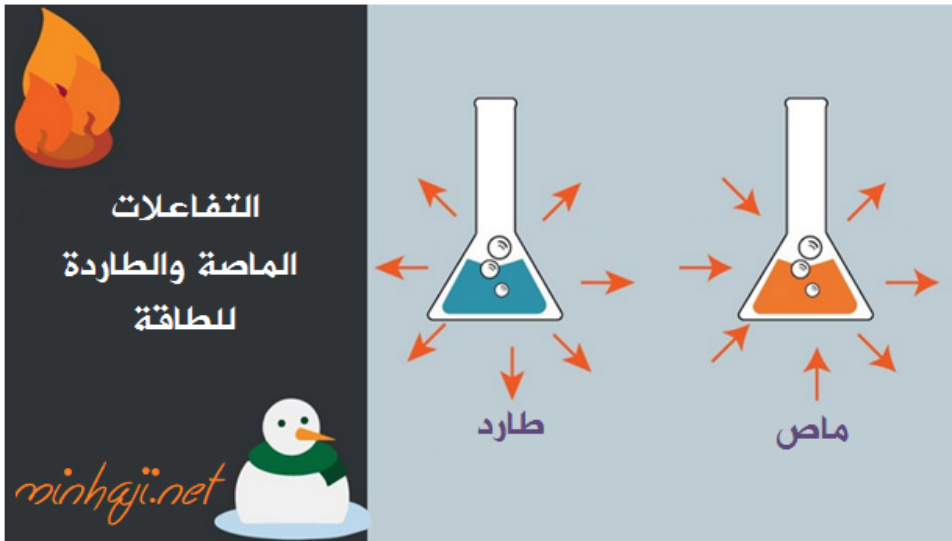 التفاعلات
الماصة والطاردة
للطاقة
طارد
ماص
minhaji.net